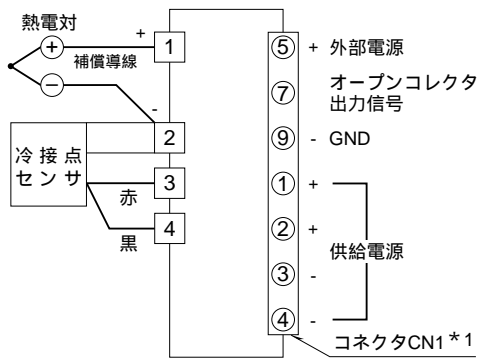 熱電対
+
補償導線
-
+
−
冷接点
センサ
赤
黒
1
2
3
4
⑤ + 外部電源
⑦ オープンコレクタ
出力信号
⑨ - GND
① +
② +
供給電源
③ -
④ -
コネクタCN1*1